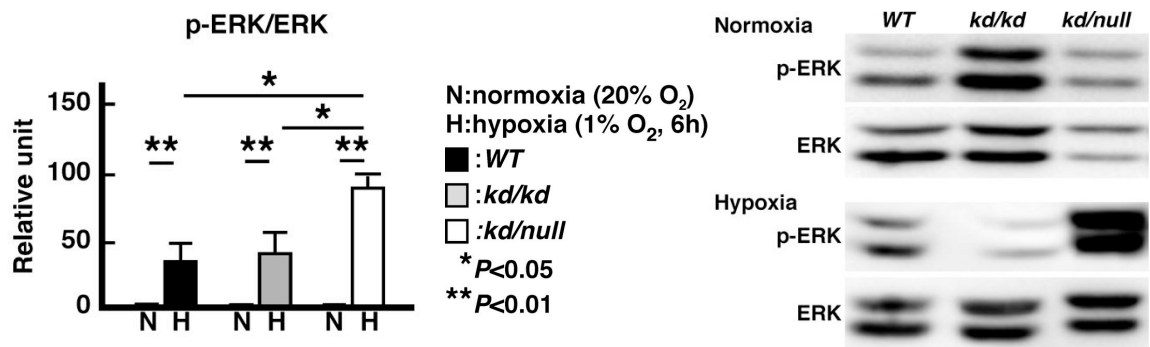 p-ERK/ERK
Relative unit
150
100
50
0
*
*
** ** **
N H N H N H
N:normoxia (20% O₂)
H:hypoxia (1% O₂, 6h)
:WT
:kd/kd
:kd/null
*P<0.05
**P<0.01
Normoxia WT kd/kd kd/null
p-ERK
ERK
Hypoxia
p-ERK
ERK